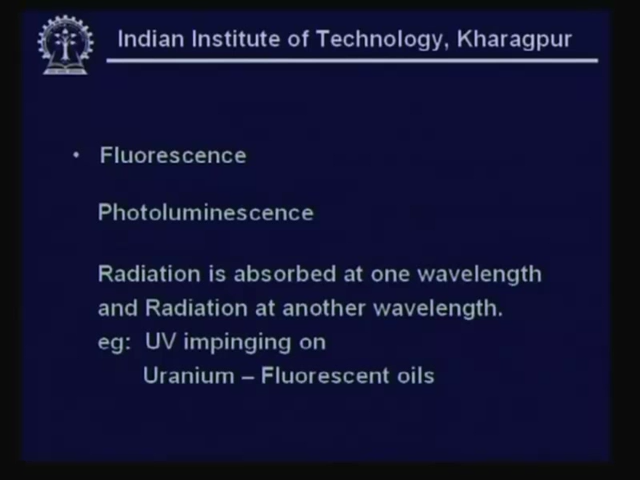 Indian Institute of Technology, Kharagpur
• Fluorescence
Photoluminescence
Radiation is absorbed at one wavelength
and Radiation at another wavelength.
eg: UV impinging on
Uranium – Fluorescent oils